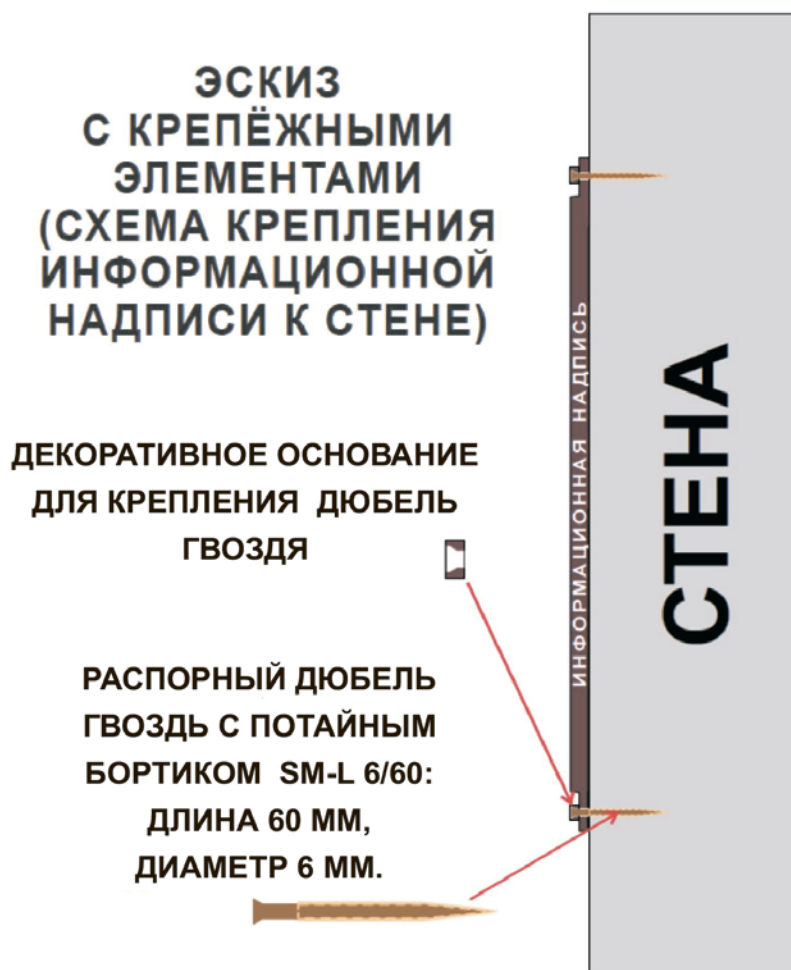 ЭСКИЗ
С КРЕПЁЖНЫМИ
ЭЛЕМЕНТАМИ
(СХЕМА КРЕПЛЕНИЯ
ИНФОРМАЦИОННОЙ
НАДПИСИ К СТЕНЕ)
ДЕКОРАТИВНОЕ ОСНОВАНИЕ
ДЛЯ КРЕПЛЕНИЯ ДЮБЕЛЬ
ГВОЗДЯ
РАСПОРНЫЙ ДЮБЕЛЬ
ГВОЗДЬ С ПОТАЙНЫМ
БОРТИКОМ SM-L 6/60:
ДЛИНА 60 ММ,
ДИАМЕТР 6 ММ.
ИНФОРМАЦИОННАЯ НАДПИСЬ
СТЕНА